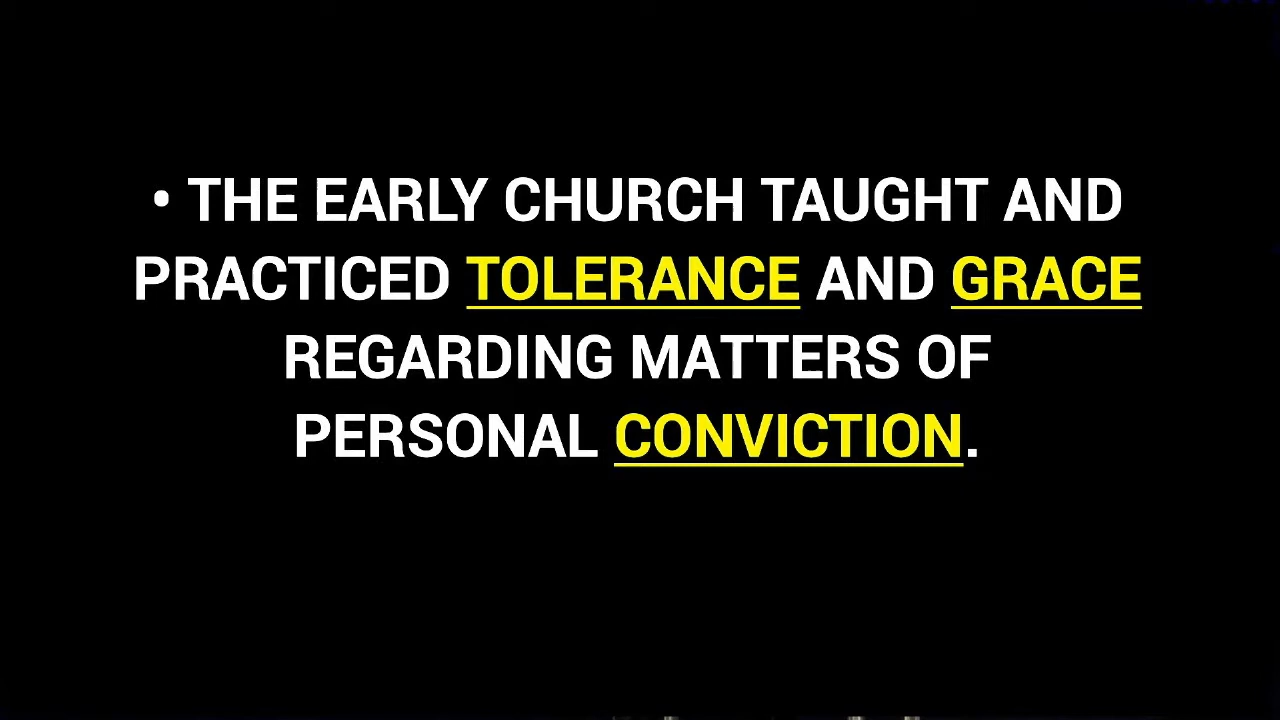 • THE EARLY CHURCH TAUGHT AND
PRACTICED TOLERANCE AND GRACE
REGARDING MATTERS OF
PERSONAL CONVICTION.